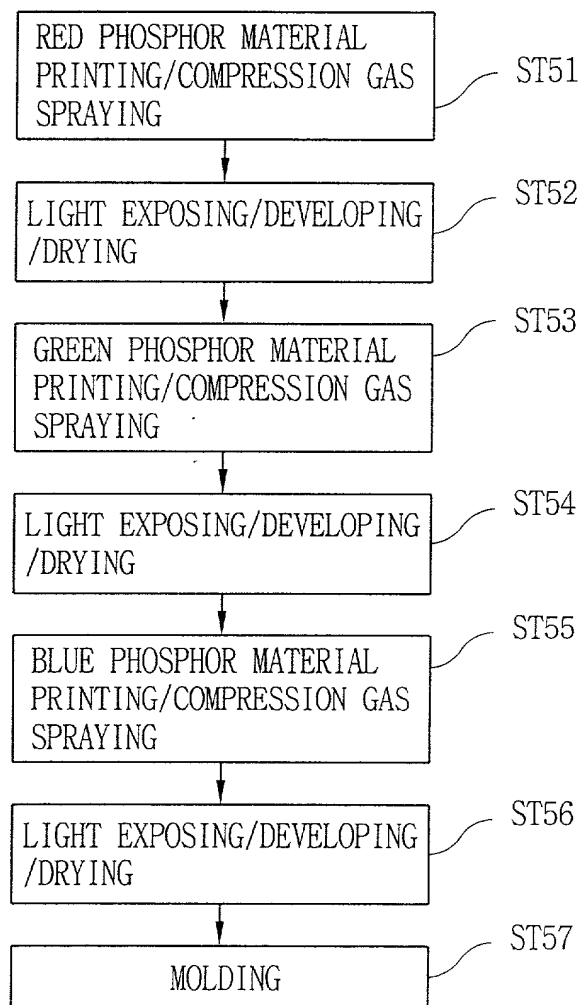 RED PHOSPHOR MATERIAL
PRINTING/COMPRESSION GAS
SPRAYING
ST51
LIGHT EXPOSING/DEVELOPING
/DRYING
ST52
GREEN PHOSPHOR MATERIAL
PRINTING/COMPRESSION GAS
SPRAYING
ST53
LIGHT EXPOSING/DEVELOPING
/DRYING
ST54
BLUE PHOSPHOR MATERIAL
PRINTING/COMPRESSION GAS
SPRAYING
ST55
LIGHT EXPOSING/DEVELOPING
/DRYING
ST56
MOLDING
ST57